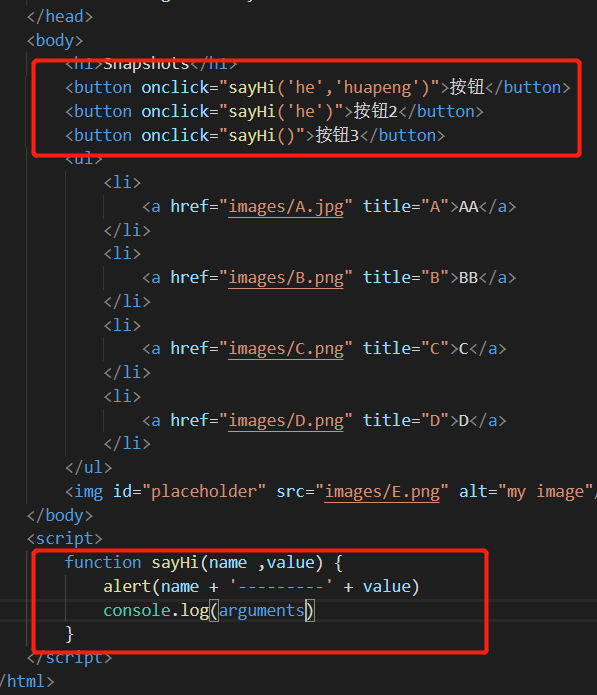 </head>
<body>
<h1>Snapshots</h1>
<button onclick="sayHi('he','huapeng')">按钮</button>
<button onclick="sayHi('he')">按钮2</button>
<button onclick="sayHi()">按钮3</button>
<ul>
<li>
<a href="images/A.jpg" title="A">AA</a>
</li>
<li>
<a href="images/B.png" title="B">BB</a>
</li>
<li>
<a href="images/C.png" title="C">C</a>
</li>
<li>
<a href="images/D.png" title="D">D</a>
</li>
</ul>
<img id="placeholder" src="images/E.png" alt="my image"/
</body>
<script>
function sayHi(name ,value) {
alert(name + '---------' + value)
console.log(arguments)
}
</script>
/html>